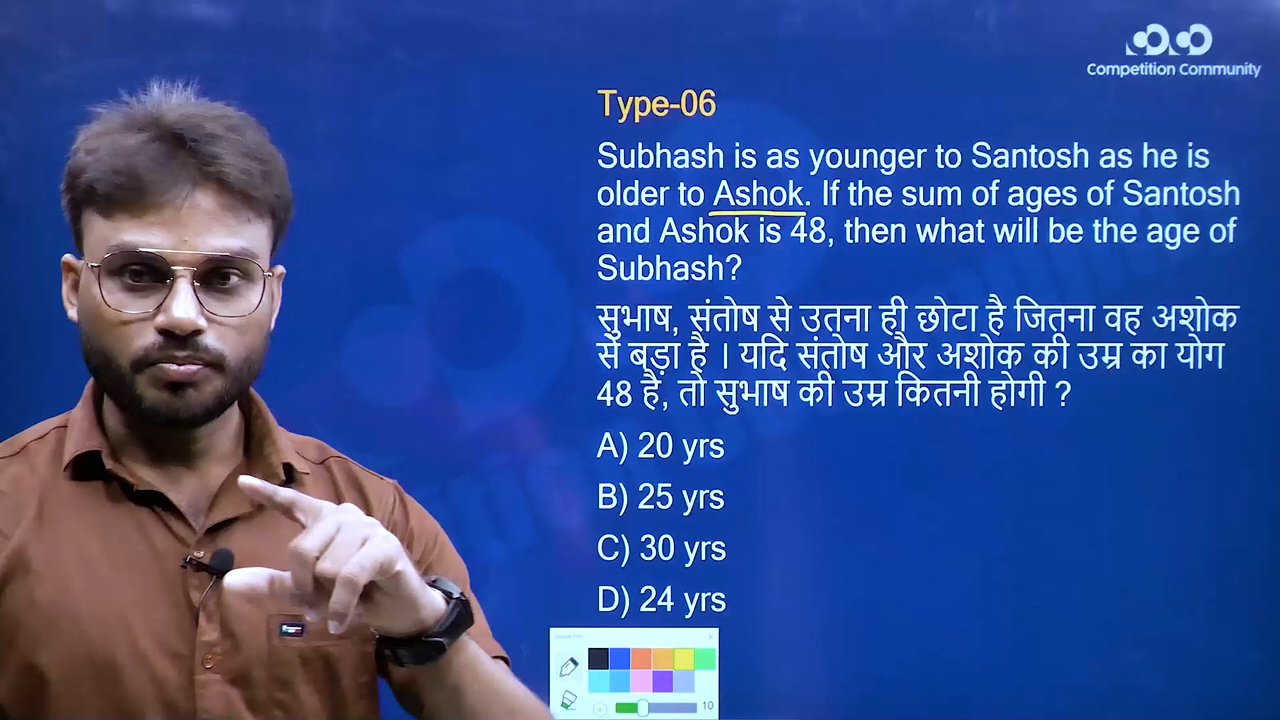 Competition Community
Type-06
Subhash is as younger to Santosh as he is
older to Ashok. If the sum of ages of Santosh
and Ashok is 48, then what will be the age of
Subhash?
सुभाष, संतोष से उतना ही छोटा है जितना वह अशोक
से बड़ा है । यदि संतोष और अशोक की उम्र का योग
48 है, तो सुभाष की उम्र कितनी होगी ?
A) 20 yrs
B) 25 yrs
C) 30 yrs
D) 24 yrs
10